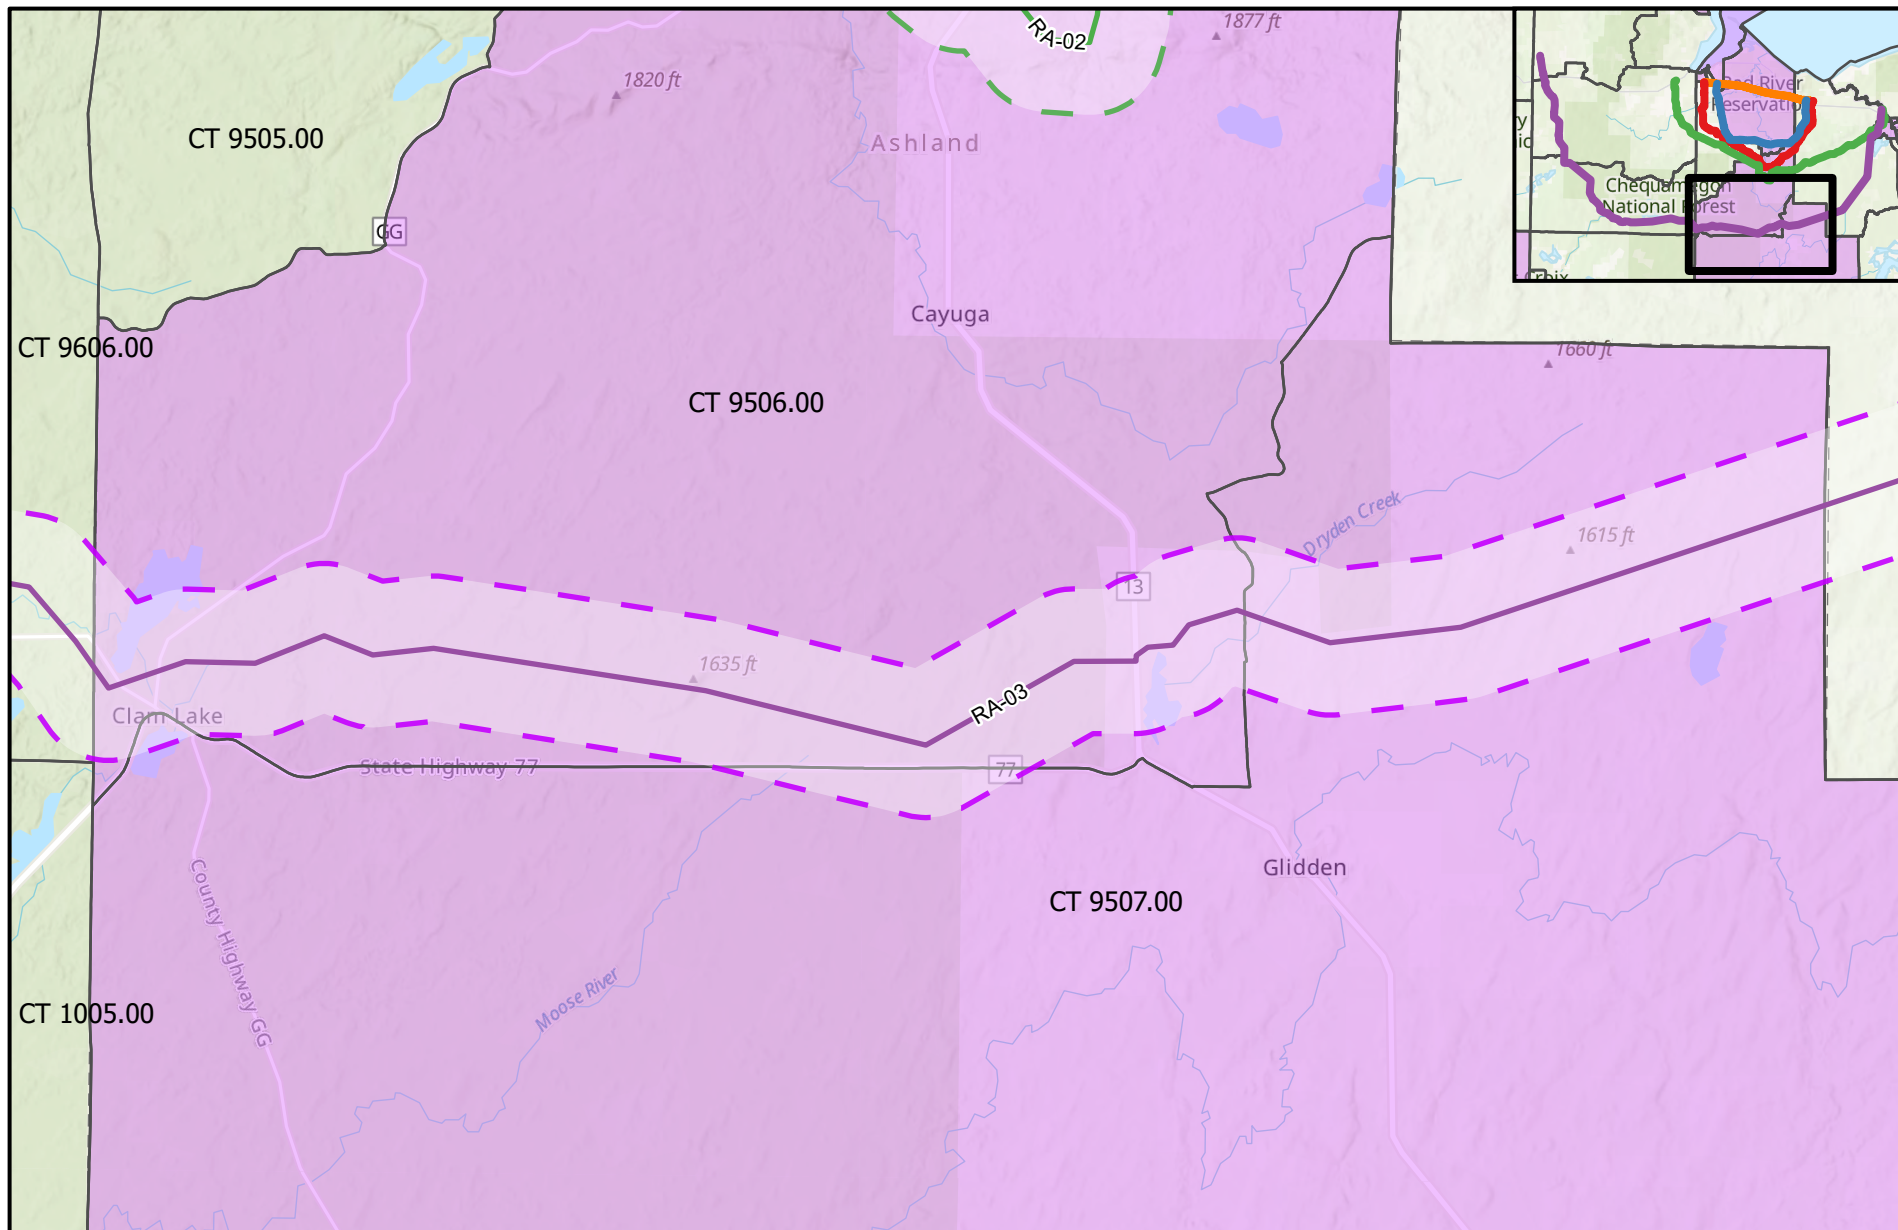 RA-02
1877 ft
1820 ft
CT 9505.00
Ashland
GG
Cayuga
CT 9606.00
1660 ft
CT 9506.00
Dryden Creek
1615 ft
13
1635 ft
RA-03
Clam Lake
State Highway 77
77
Glidden
CT 9507.00
County Highway GG
Moose River
CT 1005.00
Bad River
Reservatio
Chequamegon
National Forest
Croix